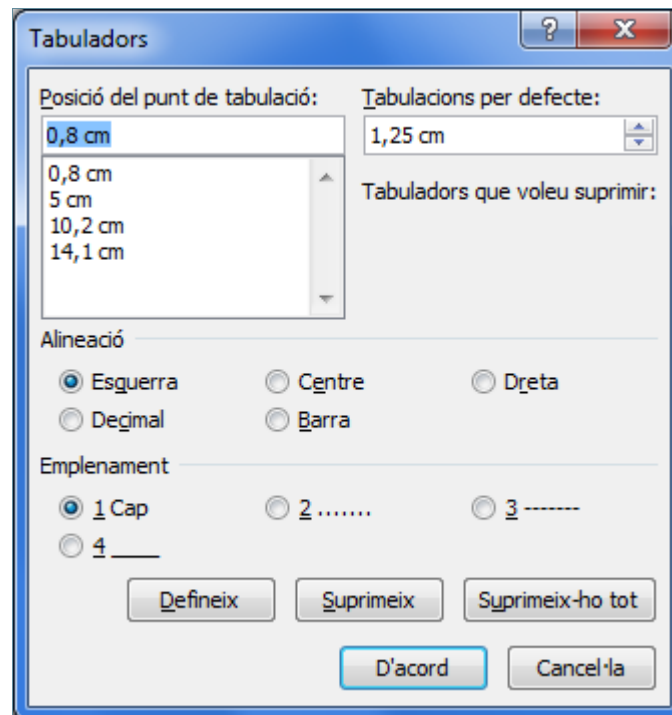 Tabuladors
Posició del punt de tabulació:
Tabulacions per defecte:
0,8 cm
1,25 cm
0,8 cm
5 cm
10,2 cm
14,1 cm
Tabuladors que voleu suprimir:
Alineació
Esquerra
Centre
Dreta
Decimal
Barra
Emplenament
1 Cap
2 .......
3 -------
4 ____
Defineix
Suprimeix
Suprimeix-ho tot
D'acord
Cancel·la